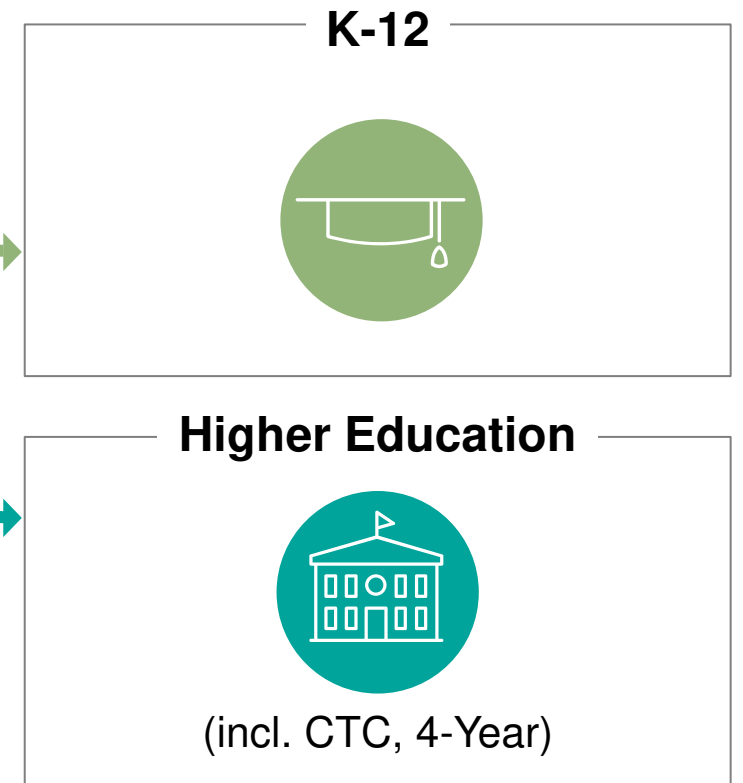 K-12
Higher Education
(incl. CTC, 4-Year)